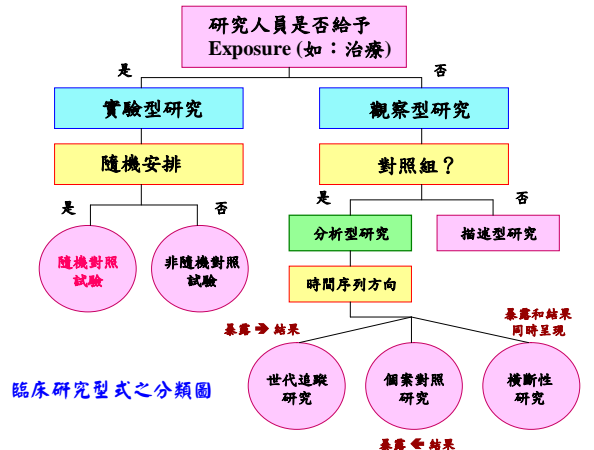 研究人員是否給予
Exposure (如：治療)
是
否
實驗型研究
觀察型研究
隨機安排
對照組？
是
否
是
否
分析型研究
描述型研究
隨機對照
試驗
非隨機對照
試驗
時間序列方向
暴露和結果
同時呈現
暴露 ➔ 結果
世代追蹤
研究
個案對照
研究
橫斷性
研究
臨床研究型式之分類圖
暴露 ← 結果